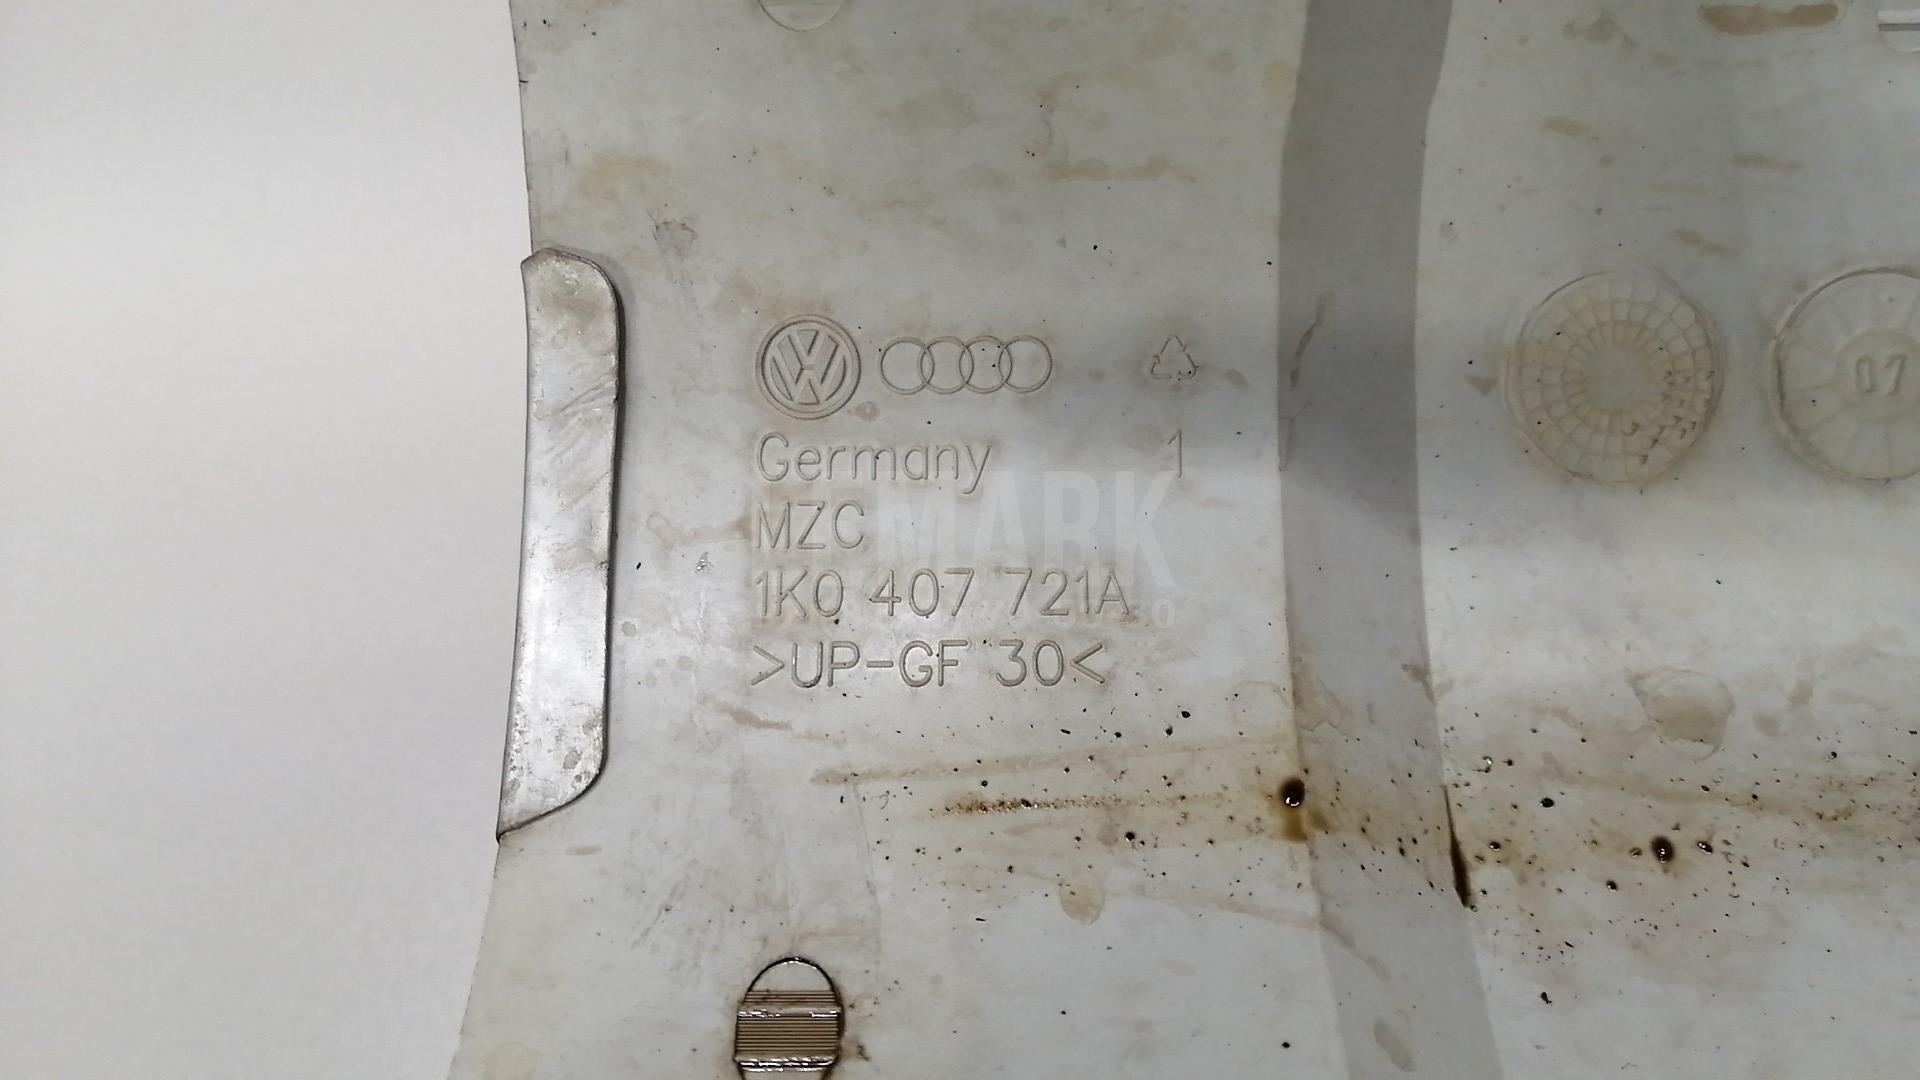 Germany 1
MZC
1K0 407 721A
>UP-GF 30<
07
MARK